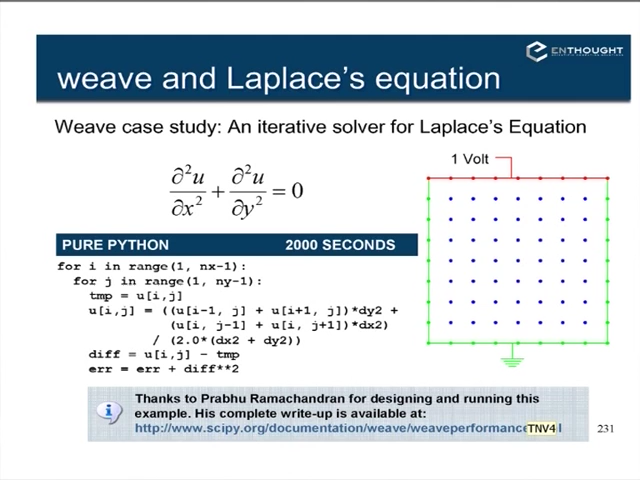 ENTHOUGHT
weave and Laplace's equation
Weave case study: An iterative solver for Laplace's Equation
1 Volt
∂²u/∂x² + ∂²u/∂y² = 0
PURE PYTHON 2000 SECONDS
for i in range(1, nx-1):
for j in range(1, ny-1):
tmp = u[i,j]
u[i,j] = ((u[i-1, j] + u[i+1, j])*dy2 +
(u[i, j-1] + u[i, j+1])*dx2)
/ (2.0*(dx2 + dy2))
diff = u[i,j] – tmp
err = err + diff**2
Thanks to Prabhu Ramachandran for designing and running this
example. His complete write-up is available at:
http://www.scipy.org/documentation/weave/weaveperformance
TNV4
231